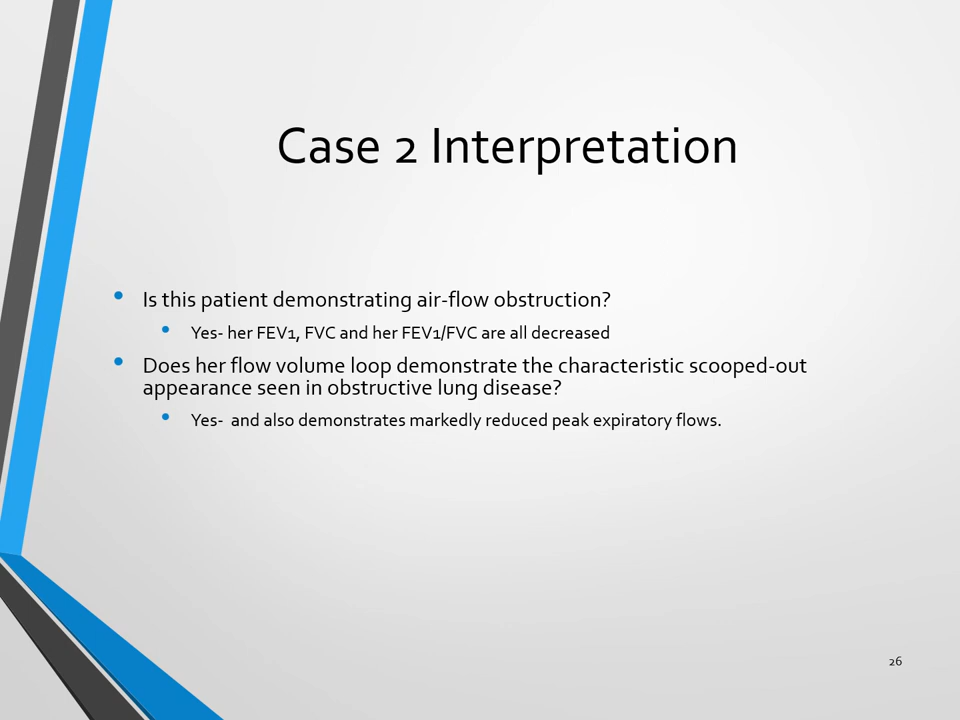 Case 2 Interpretation
• Is this patient demonstrating air-flow obstruction?
• Yes- her FEV1, FVC and her FEV1/FVC are all decreased
• Does her flow volume loop demonstrate the characteristic scooped-out
appearance seen in obstructive lung disease?
• Yes-  and also demonstrates markedly reduced peak expiratory flows.
26